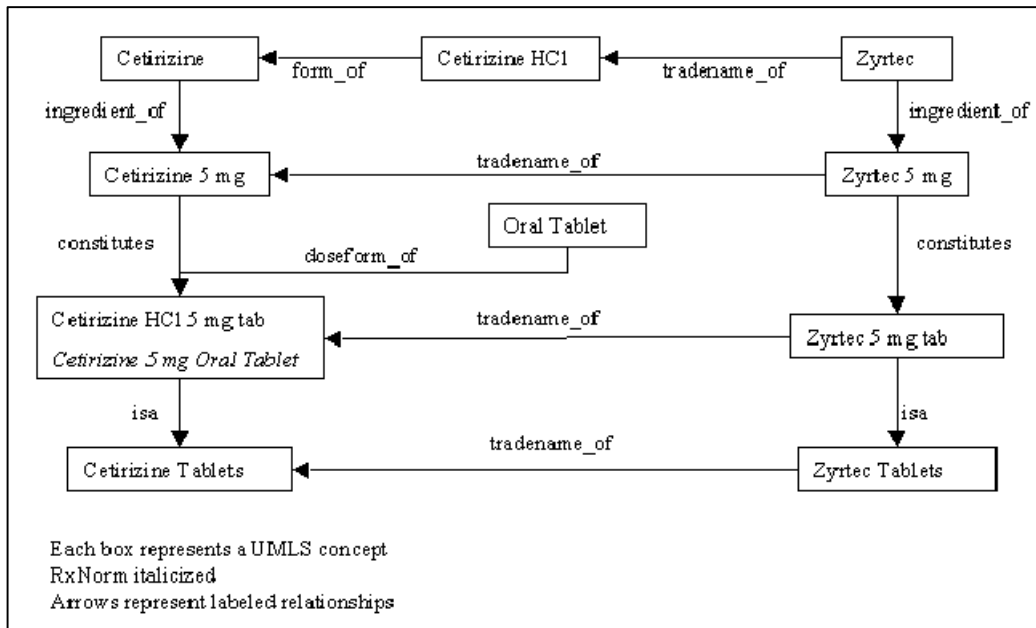 Cetirizine
form_of
Cetirizine HC1
tradename_of
Zyrtec
ingredient_of
ingredient_of
Cetirizine 5 mg
tradename_of
Zyrtec 5 mg
constitutes
Oral Tablet
doseform_of
constitutes
Cetirizine HC1 5 mg tab
Cetirizine 5 mg Oral Tablet
tradename_of
Zyrtec 5 mg tab
isa
isa
Cetirizine Tablets
tradename_of
Zyrtec Tablets
Each box represents a UMLS concept
RxNorm italicized
Arrows represent labeled relationships